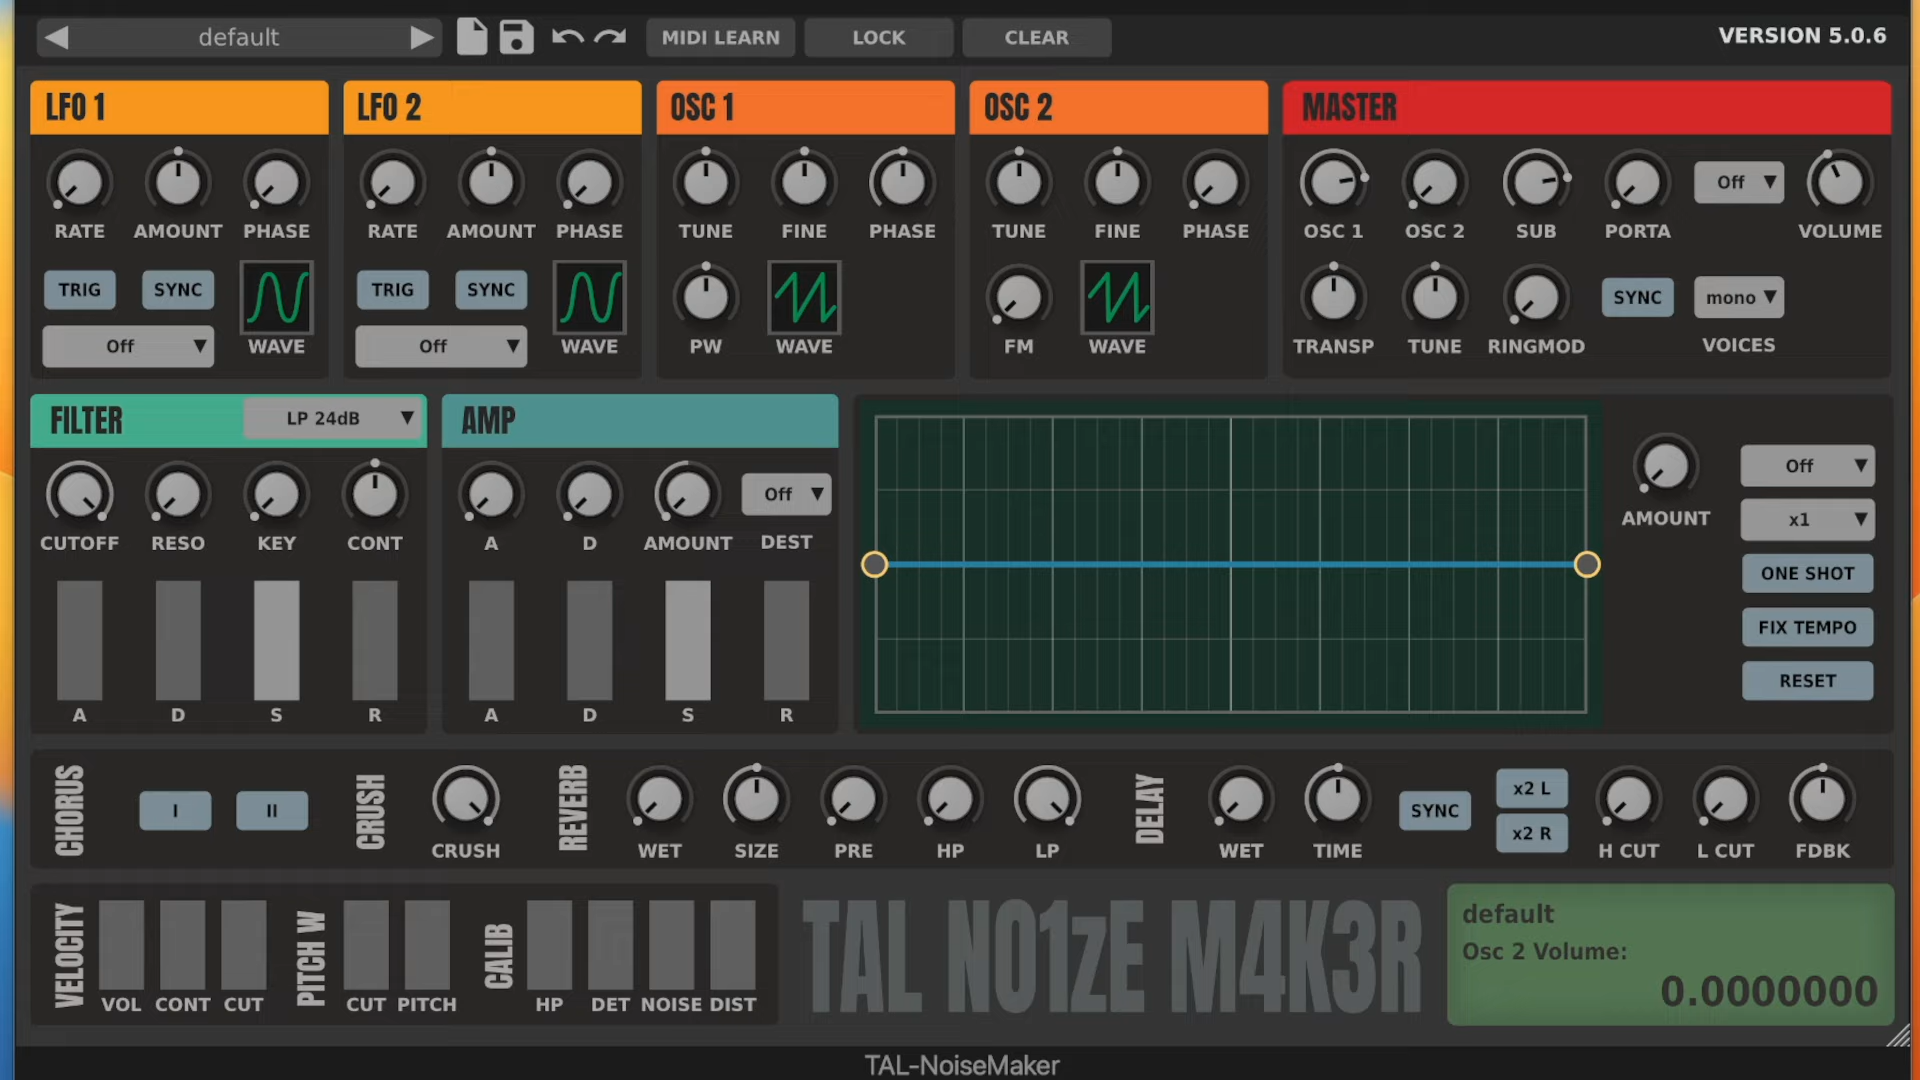 default
MIDI LEARN
LOCK
CLEAR
VERSION 5.0.6
LFO 1
RATE
AMOUNT
PHASE
TRIG
SYNC
Off
WAVE
LFO 2
RATE
AMOUNT
PHASE
TRIG
SYNC
Off
WAVE
OSC 1
TUNE
FINE
PHASE
PW
WAVE
OSC 2
TUNE
FINE
PHASE
FM
WAVE
MASTER
OSC 1
OSC 2
SUB
PORTA
Off
VOLUME
TRANSP
TUNE
RINGMOD
SYNC
mono
VOICES
FILTER
LP 24dB
CUTOFF
RESO
KEY
CONT
A
D
S
R
AMP
A
D
AMOUNT
Off
DEST
A
D
S
R
AMOUNT
Off
x1
ONE SHOT
FIX TEMPO
RESET
CHORUS
I
II
CRUSH
CRUSH
REVERB
WET
SIZE
PRE
HP
LP
DELAY
WET
TIME
SYNC
x2 L
x2 R
H CUT
L CUT
FDBK
VELOCITY
VOL
CONT
CUT
PITCH W
CUT
PITCH
CALIB
HP
DET
NOISE
DIST
TAL NO1zE M4K3R
default
Osc 2 Volume:
0.0000000
TAL-NoiseMaker